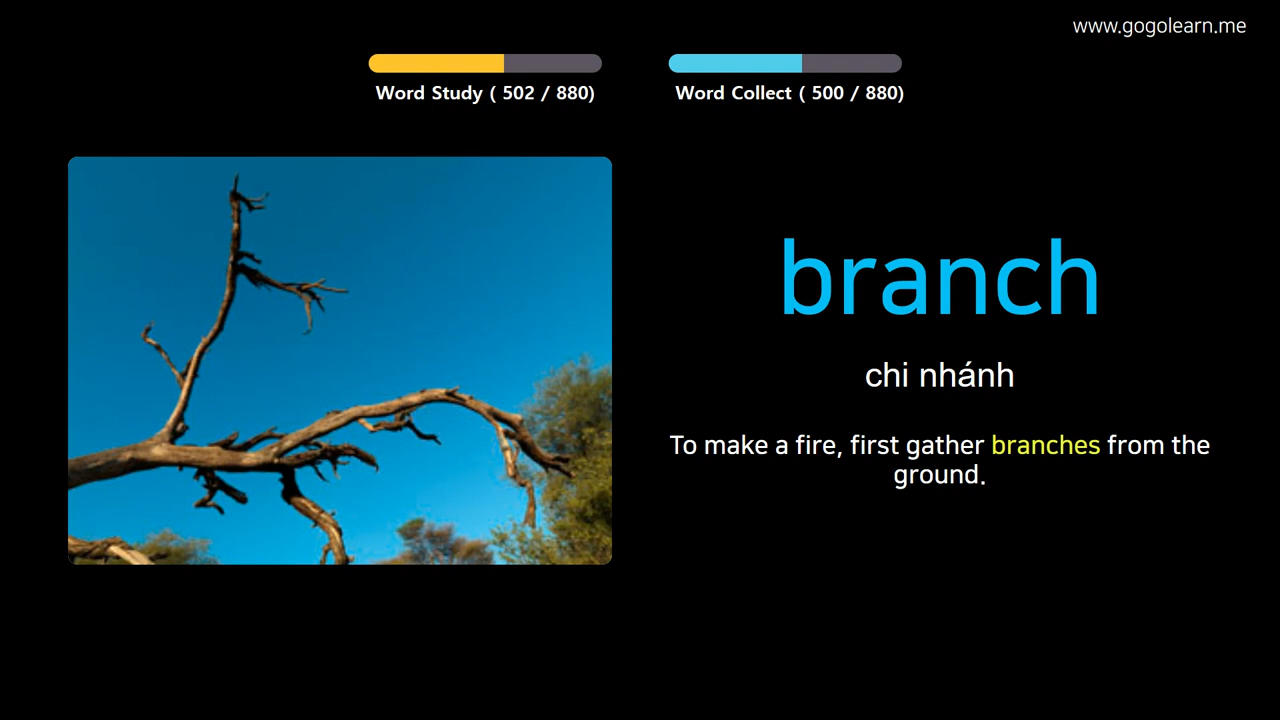 www.gogolearn.me
Word Study ( 502 / 880)
Word Collect ( 500 / 880)
branch
chi nhánh
To make a fire, first gather branches from the
ground.